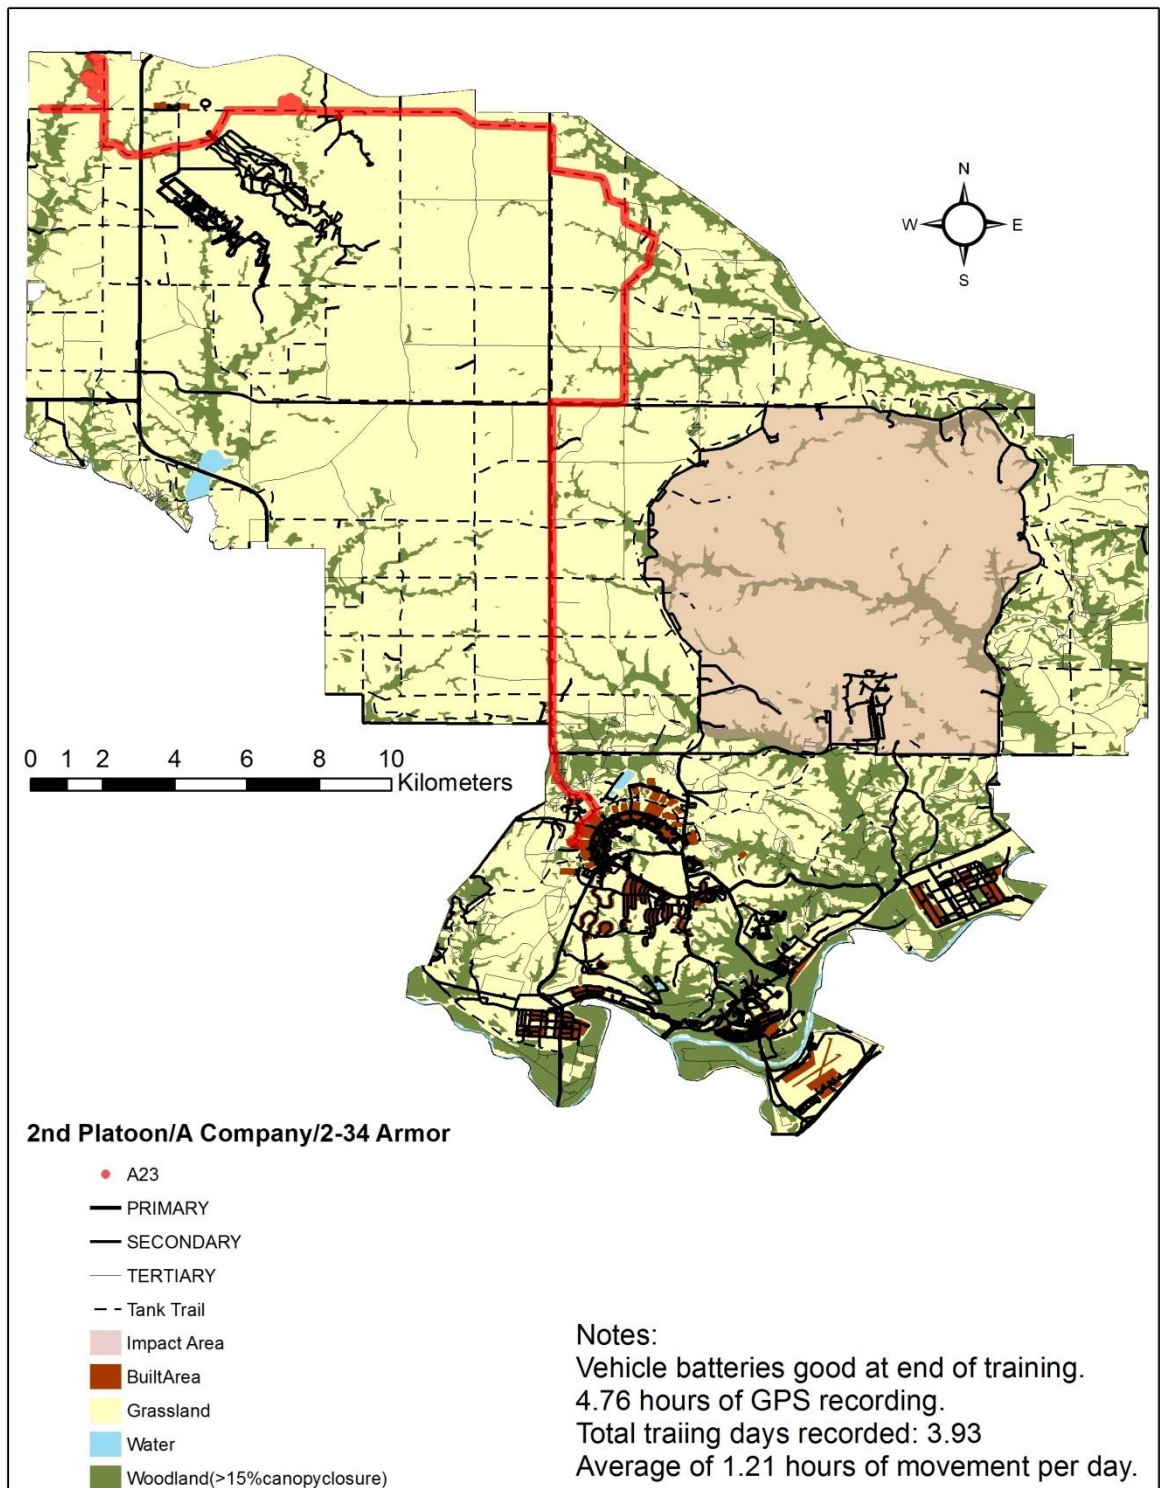 N
W E
S
0 1 2 4 6 8 10
Kilometers
2nd Platoon/A Company/2-34 Armor
A23
PRIMARY
SECONDARY
TERTIARY
Tank Trail
Impact Area
BuiltArea
Grassland
Water
Woodland(>15%canopyclosure)
Notes:
Vehicle batteries good at end of training.
4.76 hours of GPS recording.
Total traiing days recorded: 3.93
Average of 1.21 hours of movement per day.